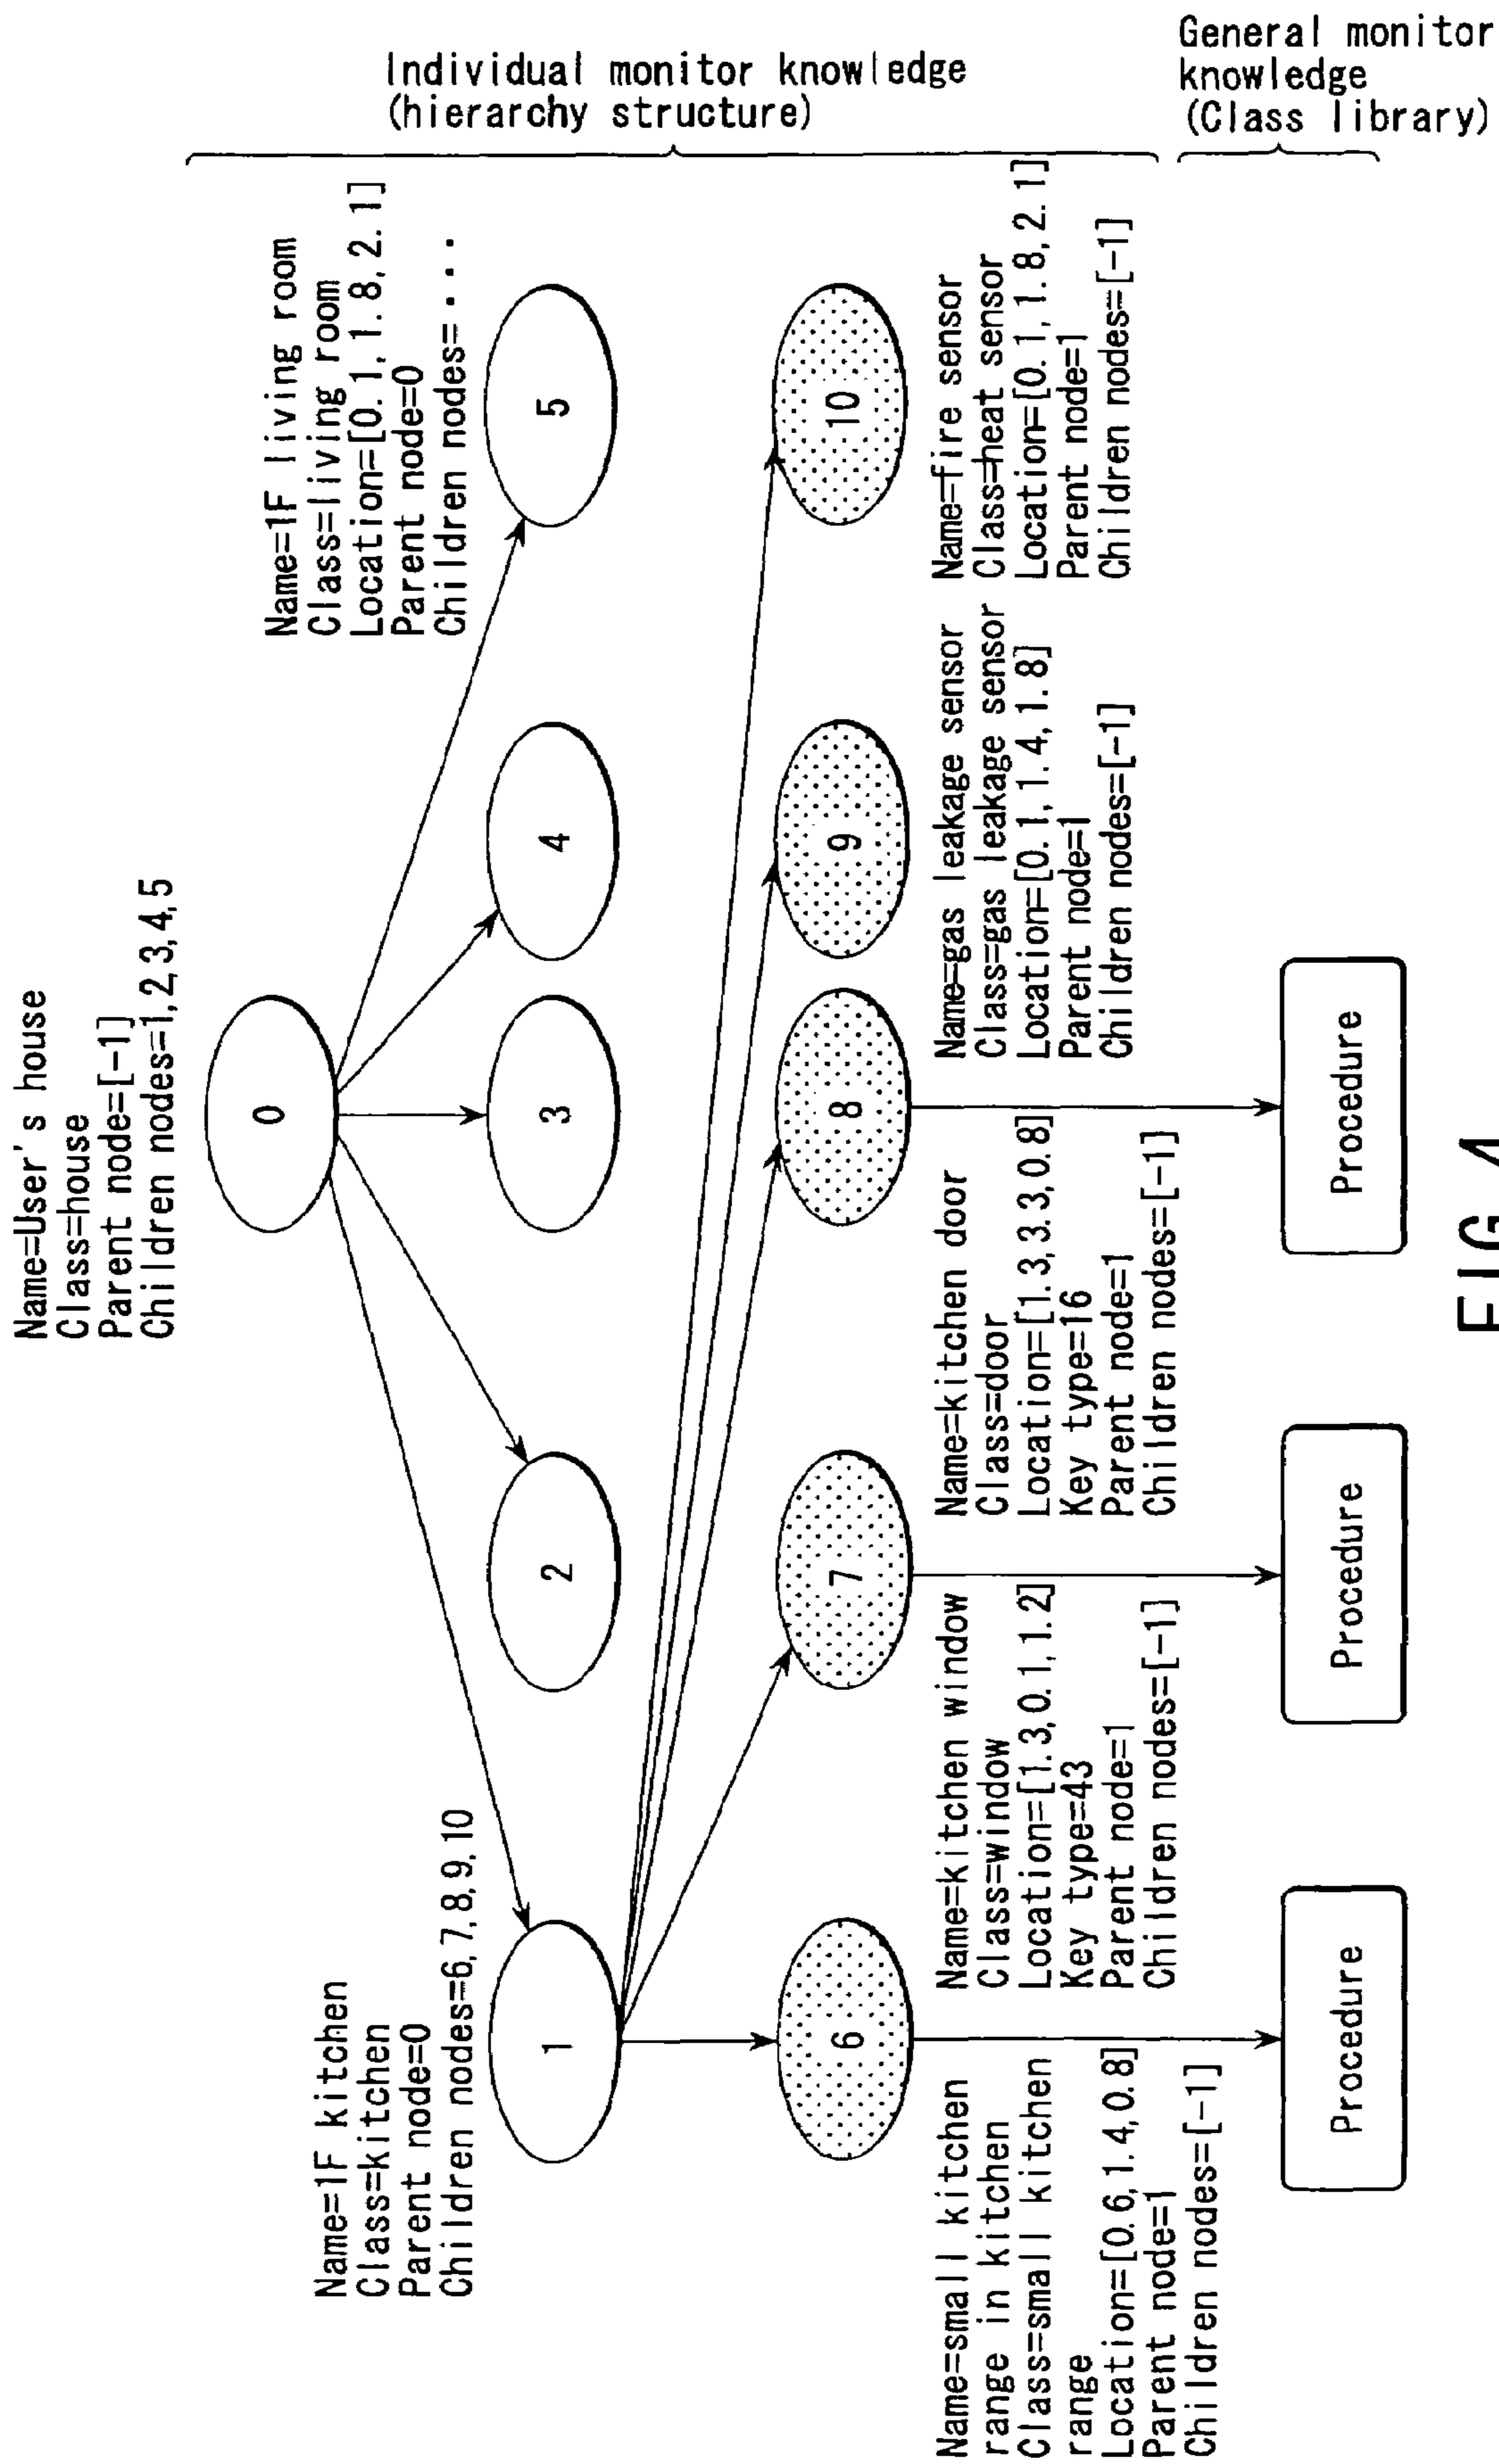 Name=User's house
Class=house
Parent node=[-1]
Children nodes=1,2,3,4,5
0
Individual monitor knowledge
(hierarchy structure)
Name=1F kitchen
Class=kitchen
Parent node=0
Children nodes=6,7,8,9,10
Name=1F living room
Class=living room
Location=[0.1,1.8,2.1]
Parent node=0
Children nodes=....
1
2
3
4
5
6
7
8
9
10
Name=small kitchen
range in kitchen
Class=small kitchen
range
Location=[0.6,1.4,0.8]
Parent node=1
Children nodes=[-1]
Name=kitchen window
Class=window
Location=[1.3,0.1,1.2]
Key type=43
Parent node=1
Children nodes=[-1]
Name=kitchen door
Class=door
Location=[1.3,3.3,0.8]
Key type=16
Parent node=1
Children nodes=[-1]
Name=gas leakage sensor
Class=gas leakage sensor
Location=[0.1,1.4,1.8]
Parent node=1
Children nodes=[-1]
Name=fire sensor
Class=heat sensor
Location=[0.1,1.8,2.1]
Parent node=1
Children nodes=[-1]
General monitor
knowledge
(Class library)
Procedure
Procedure
Procedure
FIG. 4